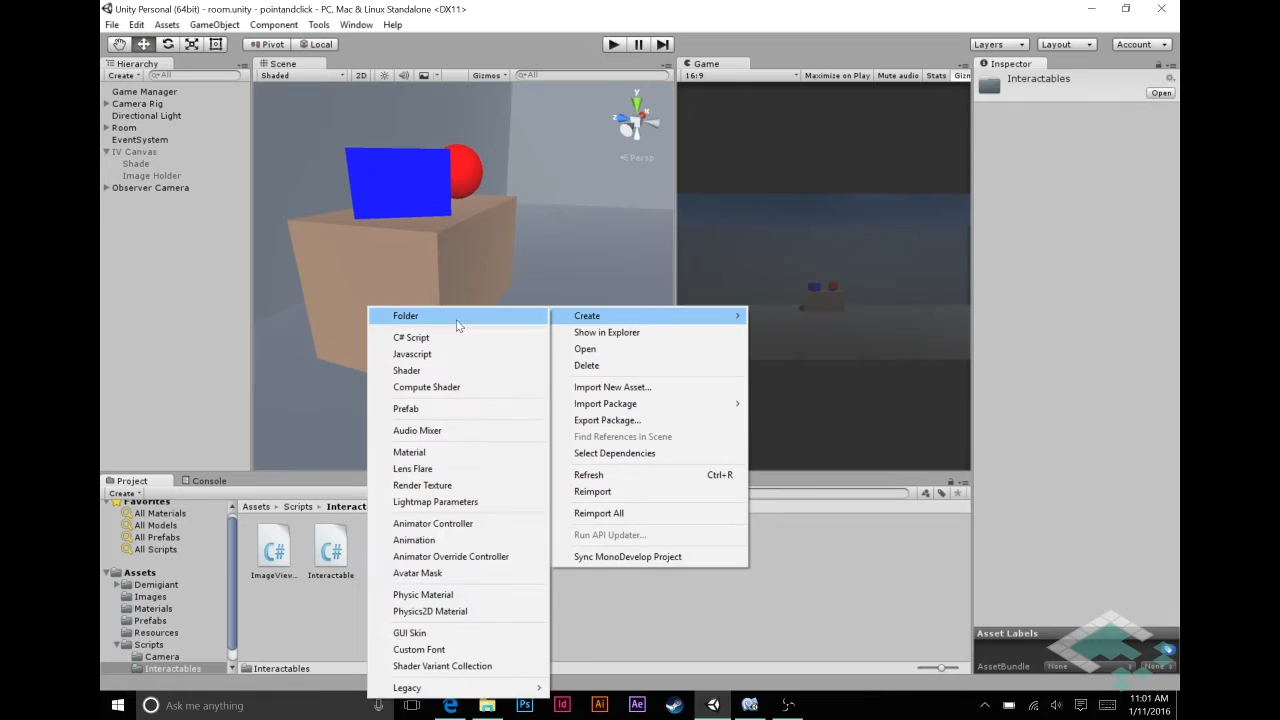 Unity Personal (64bit) - room.unity - pointandclick - PC, Mac & Linux Standalone <DX11>
File Edit Assets GameObject Component Tools Window Help
Pivot Local Layers Layout Account
Hierarchy Scene Game Inspector
Create All Shaded 2D Gizmos All 16:9 Maximize on Play Mute audio Stats Gizm
Interactables
Open
Game Manager
Camera Rig
Directional Light
Room
EventSystem
IV Canvas
Shade
Image Holder
Observer Camera
y
x
z
Persp
Folder
C# Script
Javascript
Shader
Compute Shader
Prefab
Audio Mixer
Material
Lens Flare
Render Texture
Lightmap Parameters
Animator Controller
Animation
Animator Override Controller
Avatar Mask
Physic Material
Physics2D Material
GUI Skin
Custom Font
Shader Variant Collection
Legacy
Create
Show in Explorer
Open
Delete
Import New Asset...
Import Package
Export Package...
Find References In Scene
Select Dependencies
Refresh Ctrl+R
Reimport
Reimport All
Run API Updater...
Sync MonoDevelop Project
Project Console
Create
Favorites
All Materials
All Models
All Prefabs
All Scripts
Assets
Demigiant
Images
Materials
Prefabs
Resources
Scripts
Camera
Interactables
Assets Scripts Interact
C# C#
ImageView... Interactable
Interactables
Asset Labels
AssetBundle None None
Ask me anything
Ps Id Ai Ae
11:01 AM
1/11/2016